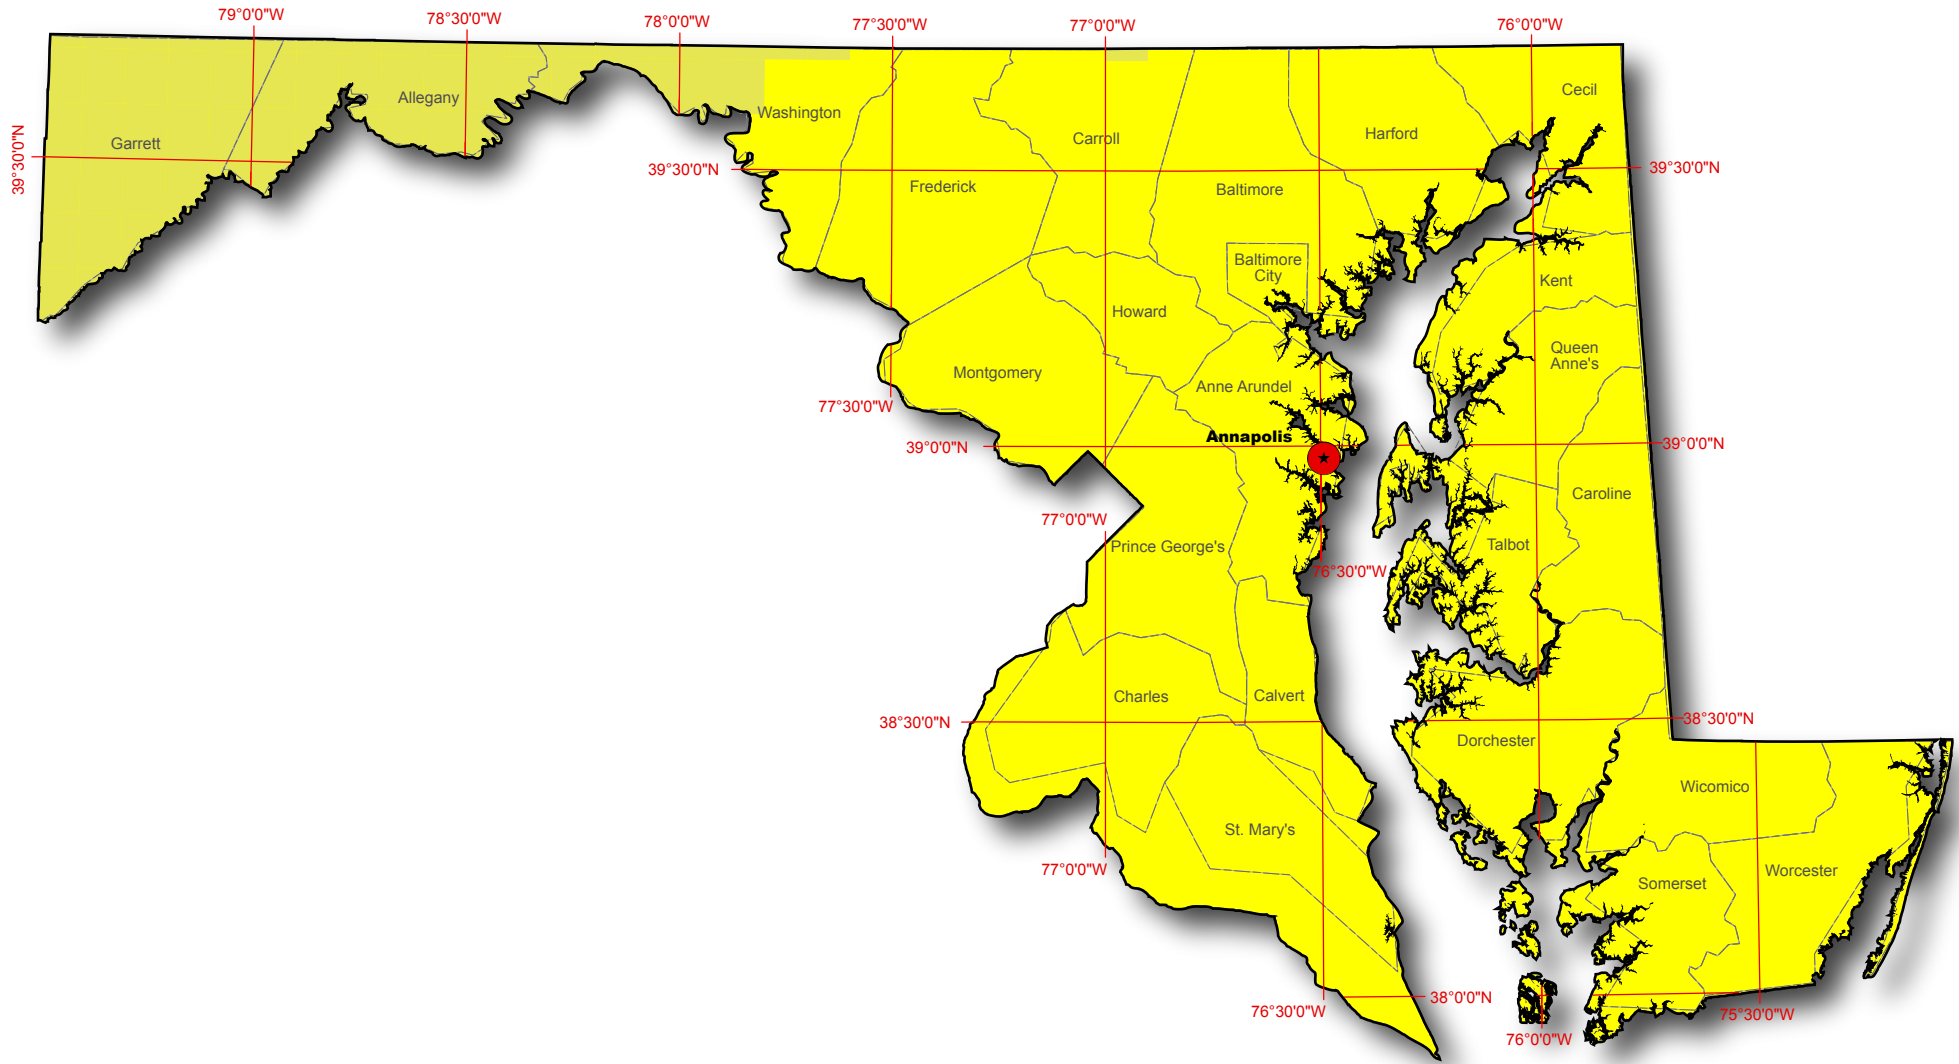 79°0'0"W
78°30'0"W
78°0'0"W
77°30'0"W
77°0'0"W
76°0'0"W
Cecil
Allegany
Washington
Harford
Carroll
Garrett
39°30'0"N
39°30'0"N
39°30'0"N
Frederick
Baltimore
Baltimore
City
Kent
Howard
Queen
Anne's
Montgomery
Anne Arundel
77°30'0"W
Annapolis
39°0'0"N
39°0'0"N
Caroline
77°0'0"W
Prince George's
Talbot
76°30'0"W
Charles
Calvert
38°30'0"N
38°30'0"N
Dorchester
Wicomico
St. Mary's
77°0'0"W
Worcester
Somerset
38°0'0"N
76°30'0"W
75°30'0"W
76°0'0"W